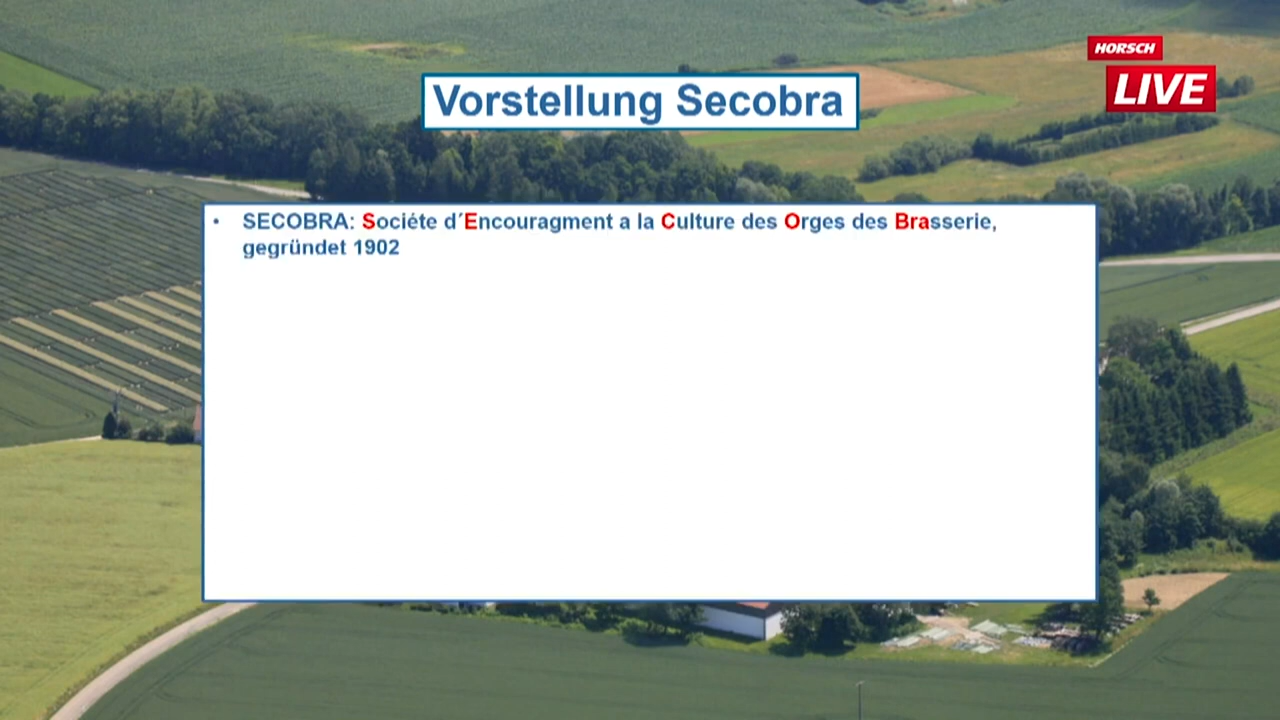 HORSCH
LIVE
Vorstellung Secobra
• SECOBRA: Sociéte d´Encouragment a la Culture des Orges des Brasserie,
gegründet 1902